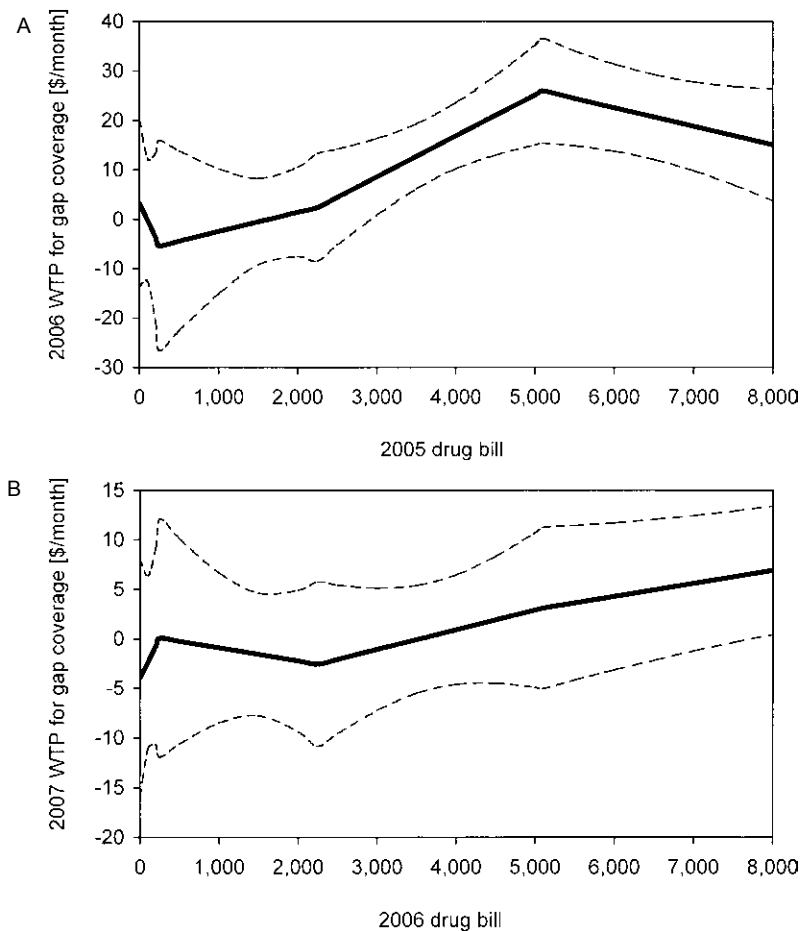 A
2006 WTP for gap coverage [$/month]
40
30
20
10
0
-10
-20
-30
0 1,000 2,000 3,000 4,000 5,000 6,000 7,000 8,000
2005 drug bill
B
2007 WTP for gap coverage [$/month]
15
10
5
0
-5
-10
-15
-20
0 1,000 2,000 3,000 4,000 5,000 6,000 7,000 8,000
2006 drug bill